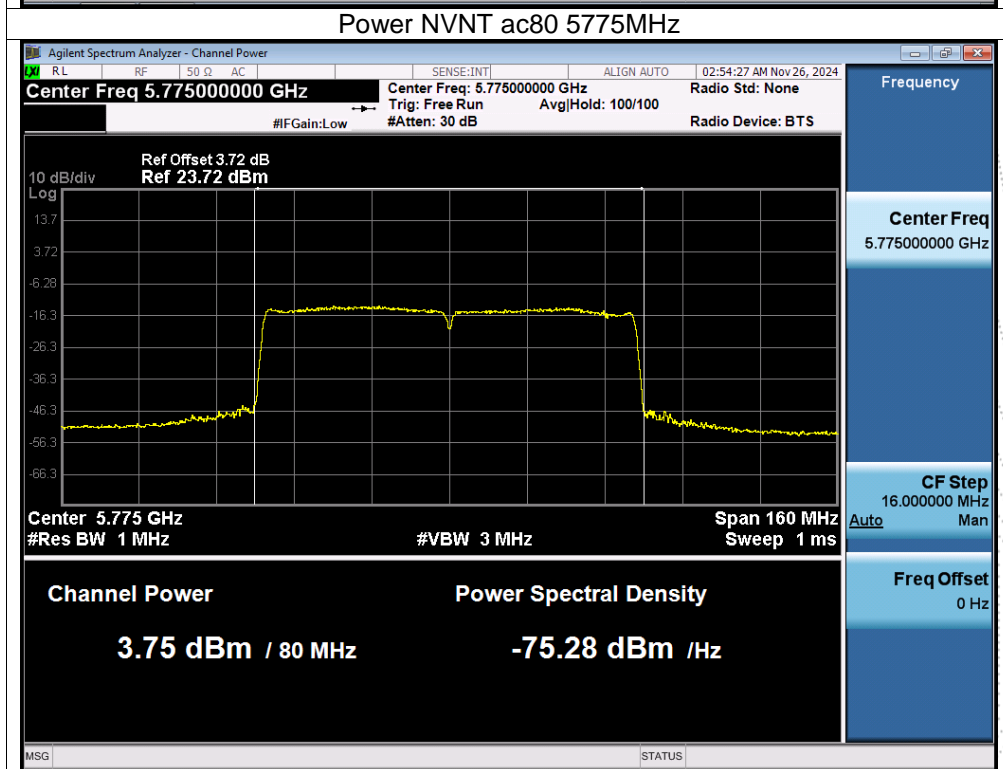 Power NVNT ac80 5775MHz
Agilent Spectrum Analyzer - Channel Power
LXI RL RF 50 Ω AC SENSE:INT ALIGN AUTO 02:54:27 AM Nov 26, 2024
Center Freq 5.775000000 GHz
Center Freq: 5.775000000 GHz Radio Std: None
Trig: Free Run Avg|Hold: 100/100
#IFGain:Low #Atten: 30 dB Radio Device: BTS
Ref Offset 3.72 dB
10 dB/div Ref 23.72 dBm
Log
13.7
3.72
-6.28
-16.3
-26.3
-36.3
-46.3
-56.3
-66.3
Center 5.775 GHz Span 160 MHz
#Res BW 1 MHz #VBW 3 MHz Sweep 1 ms
Channel Power Power Spectral Density
3.75 dBm / 80 MHz -75.28 dBm /Hz
MSG STATUS
Frequency
Center Freq
5.775000000 GHz
CF Step
16.000000 MHz
Auto Man
Freq Offset
0 Hz